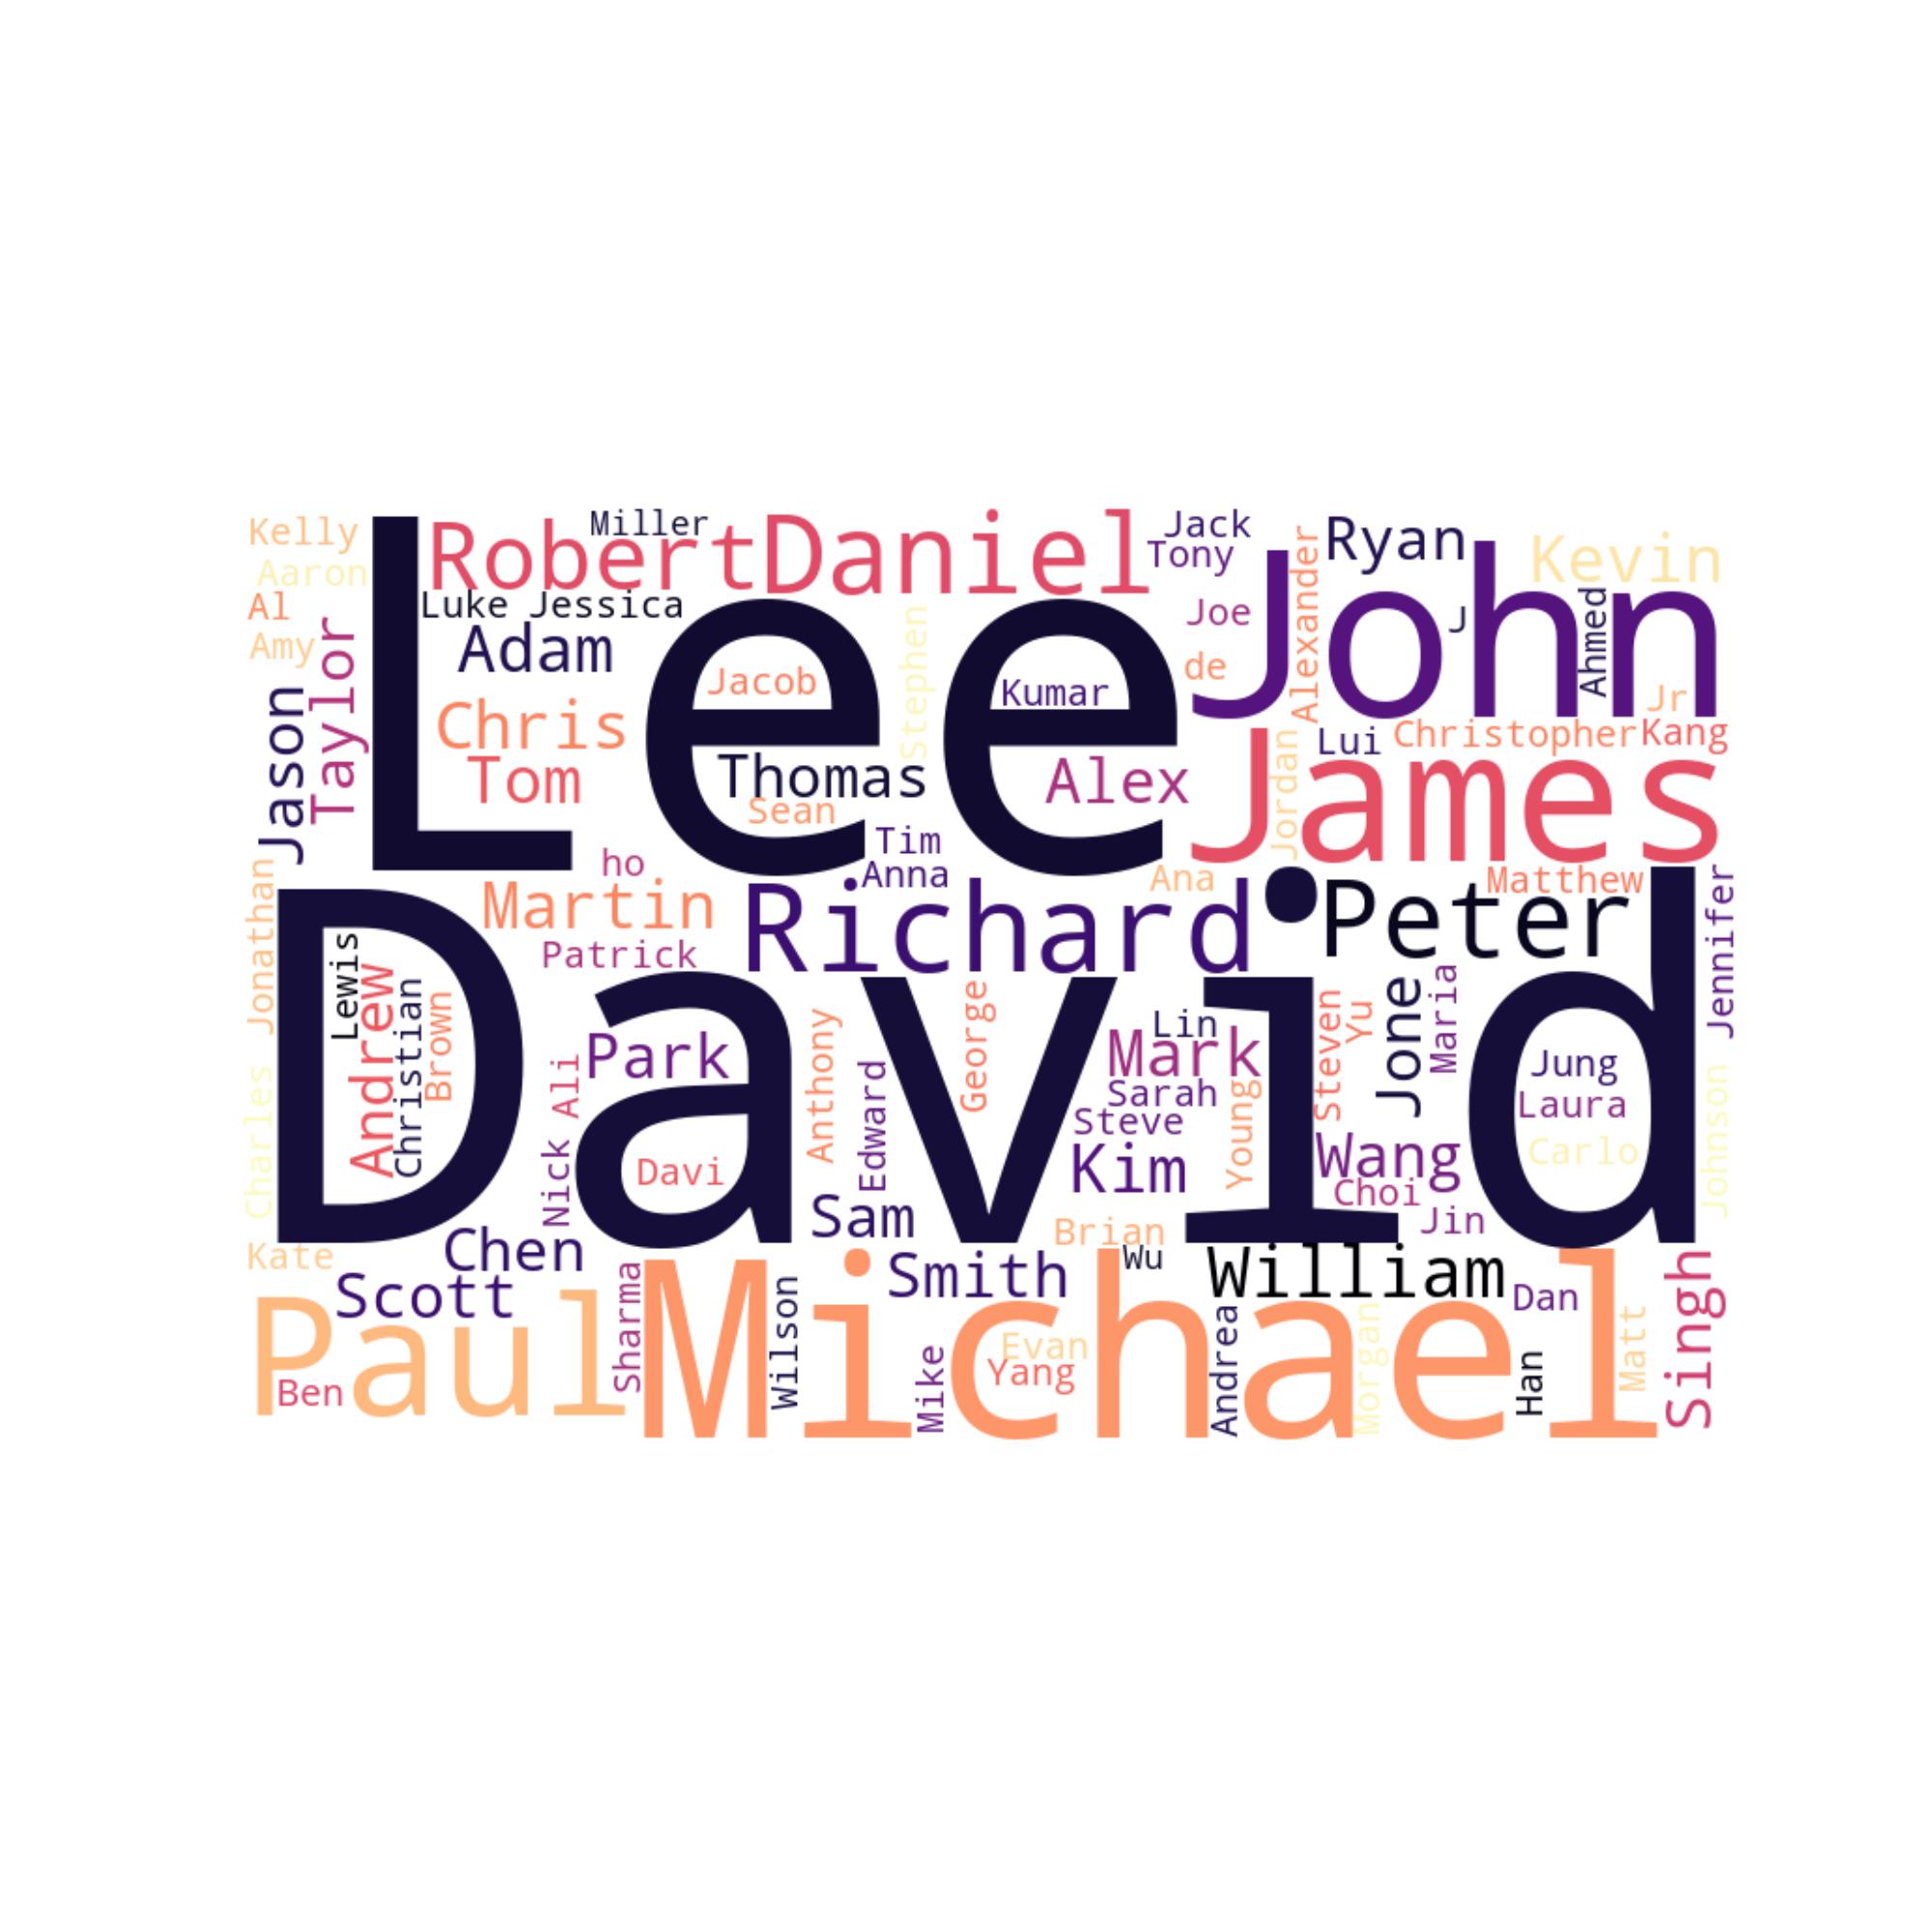 Kelly
Miller
Robert
Daniel
Jack
Tony
Ryan
Kevin
Aaron
Al
Amy
Luke
Jessica
Adam
Lee
Joe
de
Alexander
John
J
Ahmed
Jr
Taylor
Jason
Chris
Tom
Jacob
Stephen
Kumar
Thomas
Sean
Alex
Jordan
Lui
Christopher
Kang
James
Tim
Anna
Ana
ho
Martin
Patrick
Richard
Peter
Matthew
Jennifer
Jonathan
David
Lewis
Andrew
Christian
Brown
Park
Ali
Nick
Davi
Anthony
Edward
George
Lin
Mark
Sarah
Steve
Kim
Young
Steven
Yu
Jone
Maria
Jung
Laura
Carlo
Johnson
Charles
Wang
Choi
Jin
Sam
Brian
Kate
Chen
Scott
Smith
Wu
William
Dan
Singh
Paul
Ben
Sharma
Michael
Wilson
Mike
Evan
Yang
Andrea
Morgan
Han
Matt